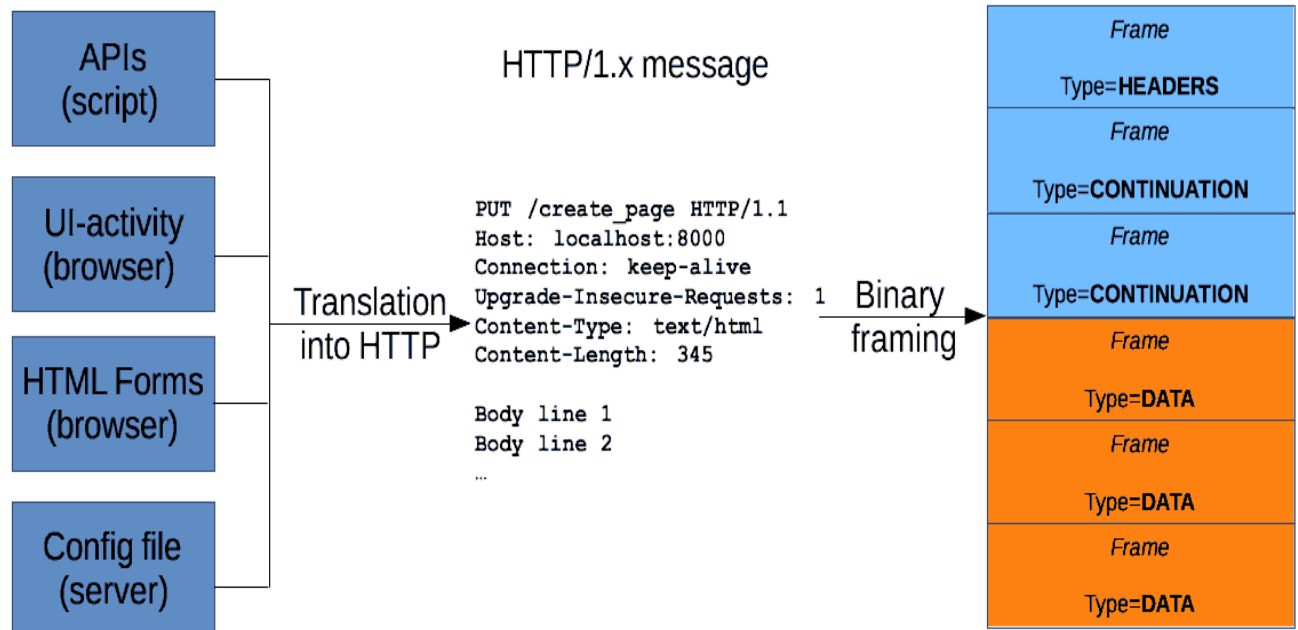 APIs
(script)
UI-activity
(browser)
HTML Forms
(browser)
Config file
(server)
Translation
into HTTP
HTTP/1.x message
PUT /create_page HTTP/1.1
Host: localhost:8000
Connection: keep-alive
Upgrade-Insecure-Requests: 1
Content-Type: text/html
Content-Length: 345
Body line 1
Body line 2
…
Binary
framing
Frame
Type=HEADERS
Frame
Type=CONTINUATION
Frame
Type=CONTINUATION
Frame
Type=DATA
Frame
Type=DATA
Frame
Type=DATA